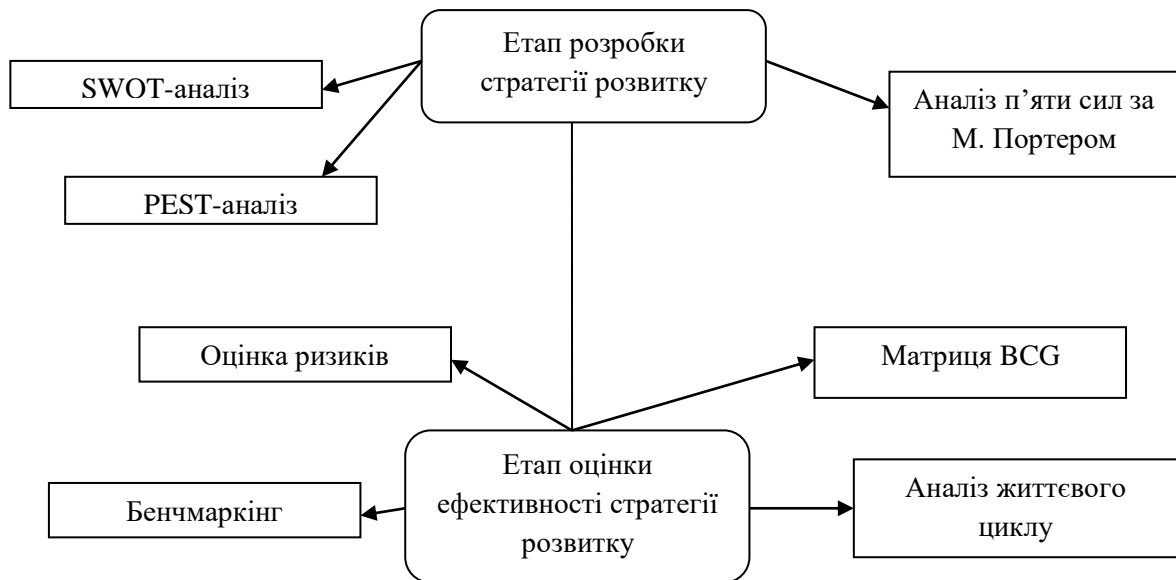 Етап розробки
стратегії розвитку
SWOT-аналіз
Аналіз п’яти сил за
М. Портером
PEST-аналіз
Оцінка ризиків
Матриця BCG
Етап оцінки
ефективності стратегії
розвитку
Бенчмаркінг
Аналіз життєвого
циклу